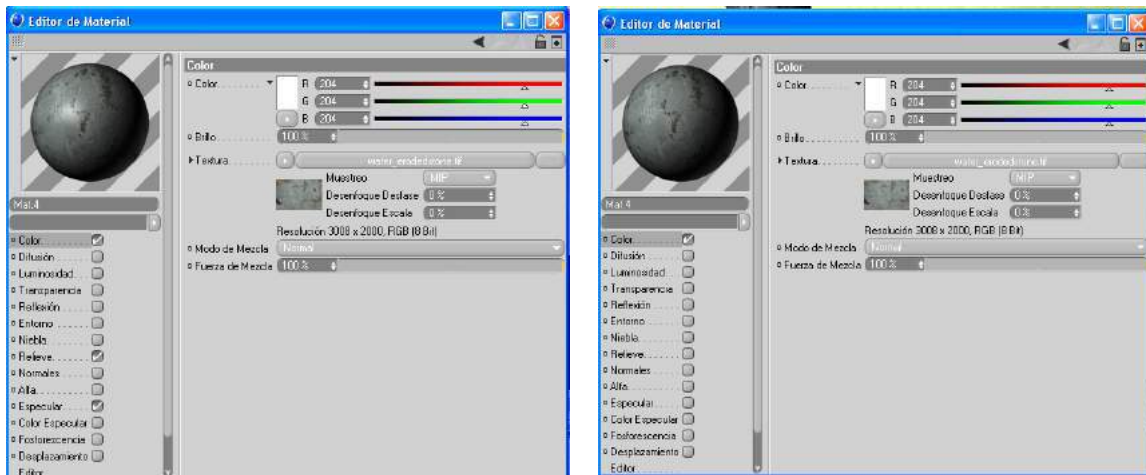 Editor de Material
Color
Color R 204
G 204
B 204
Brillo 100 %
Textura water_erodedstone.tif
Muestreo MIP
Desenfoque Desfase 0 %
Desenfoque Escala 0 %
Resolución 3008 x 2000, RGB (8 Bit)
Modo de Mezcla Normal
Fuerza de Mezcla 100 %
Mat.4
Color
Difusión
Luminosidad
Transparencia
Reflexión
Entorno
Niebla
Relieve
Normales
Alfa
Especular
Color Especular
Fosforescencia
Desplazamiento
Editor
Editor de Material
Color
Color R 204
G 204
B 204
Brillo 100 %
Textura water_erodedstone.tif
Muestreo MIP
Desenfoque Desfase 0 %
Desenfoque Escala 0 %
Resolución 3008 x 2000, RGB (8 Bit)
Modo de Mezcla Normal
Fuerza de Mezcla 100 %
Mat.4
Color
Difusión
Luminosidad
Transparencia
Reflexión
Entorno
Niebla
Relieve
Normales
Alfa
Especular
Color Especular
Fosforescencia
Desplazamiento
Editor